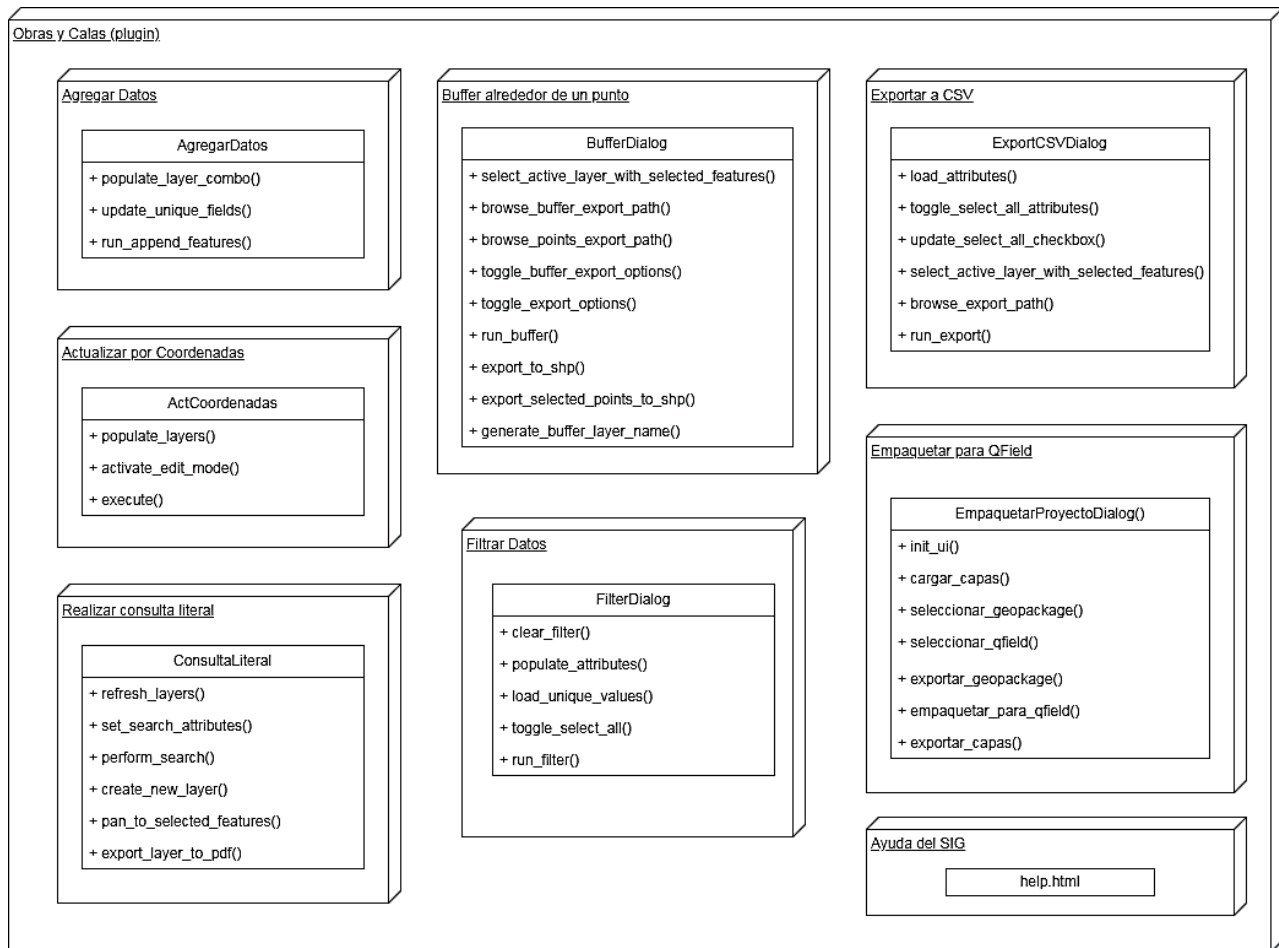 Obras y Calas (plugin)
Agregar Datos
AgregarDatos
+ populate_layer_combo()
+ update_unique_fields()
+ run_append_features()
Actualizar por Coordenadas
ActCoordenadas
+ populate_layers()
+ activate_edit_mode()
+ execute()
Realizar consulta literal
ConsultaLiteral
+ refresh_layers()
+ set_search_attributes()
+ perform_search()
+ create_new_layer()
+ pan_to_selected_features()
+ export_layer_to_pdf()
Buffer alrededor de un punto
BufferDialog
+ select_active_layer_with_selected_features()
+ browse_buffer_export_path()
+ browse_points_export_path()
+ toggle_buffer_export_options()
+ toggle_export_options()
+ run_buffer()
+ export_to_shp()
+ export_selected_points_to_shp()
+ generate_buffer_layer_name()
Filtrar Datos
FilterDialog
+ clear_filter()
+ populate_attributes()
+ load_unique_values()
+ toggle_select_all()
+ run_filter()
Exportar a CSV
ExportCSVDialog
+ load_attributes()
+ toggle_select_all_attributes()
+ update_select_all_checkbox()
+ select_active_layer_with_selected_features()
+ browse_export_path()
+ run_export()
Empaquetar para QField
EmpaquetarProyectoDialog()
+ init_ui()
+ cargar_capas()
+ seleccionar_geopackage()
+ seleccionar_qfield()
+ exportar_geopackage()
+ empaquetar_para_qfield()
+ exportar_capas()
Ayuda del SIG
help.html